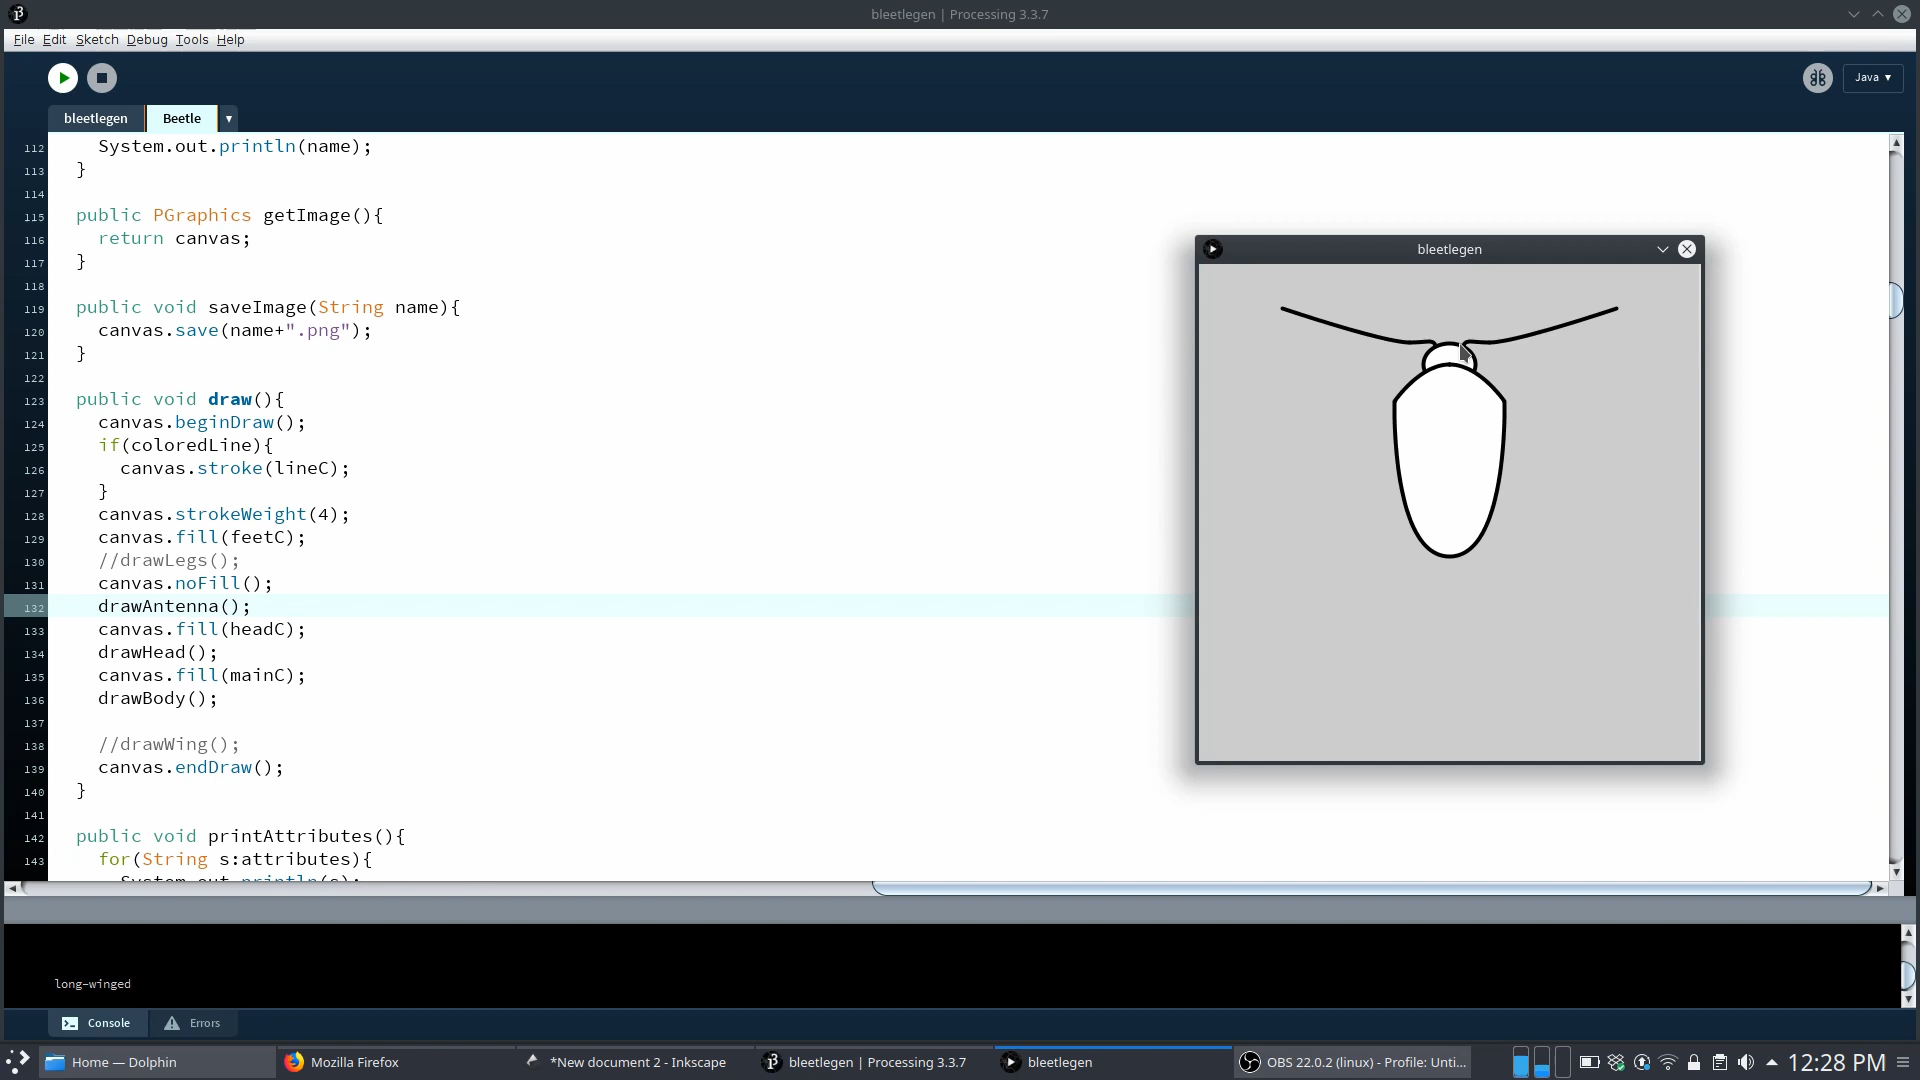 bleetlegen | Processing 3.3.7
File Edit Sketch Debug Tools Help
Java ▾
bleetlegen Beetle ▾
112 System.out.println(name);
113 }
114
115 public PGraphics getImage(){
116 return canvas;
117 }
118
119 public void saveImage(String name){
120 canvas.save(name+".png");
121 }
122
123 public void draw(){
124 canvas.beginDraw();
125 if(coloredLine){
126 canvas.stroke(lineC);
127 }
128 canvas.strokeWeight(4);
129 canvas.fill(feetC);
130 //drawLegs();
131 canvas.noFill();
132 drawAntenna();
133 canvas.fill(headC);
134 drawHead();
135 canvas.fill(mainC);
136 drawBody();
137
138 //drawWing();
139 canvas.endDraw();
140 }
141
142 public void printAttributes(){
143 for(String s:attributes){
System.out.println(s);
bleetlegen
long-winged
Console Errors
Home — Dolphin
Mozilla Firefox
*New document 2 - Inkscape
bleetlegen | Processing 3.3.7
bleetlegen
OBS 22.0.2 (linux) - Profile: Unti...
12:28 PM